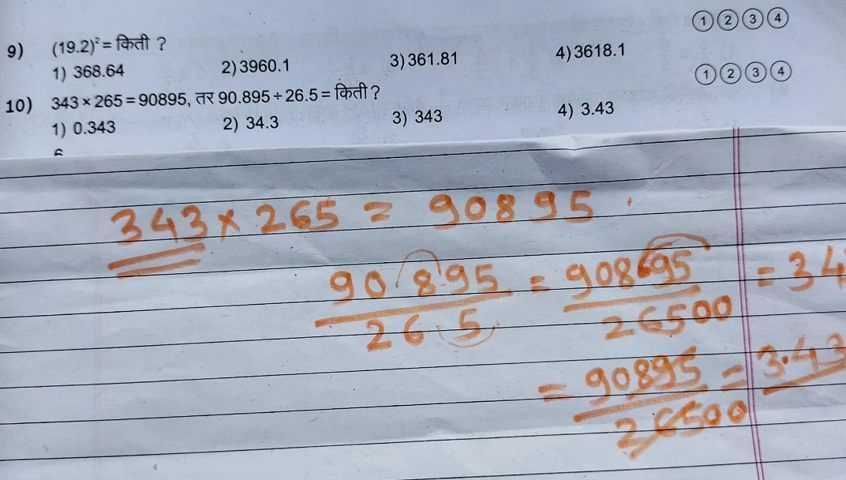 ① ② ③ ④
9) (19.2)² = किती ?
1) 368.64 2) 3960.1 3) 361.81 4) 3618.1
① ② ③ ④
10) 343 × 265 = 90895, तर 90.895 ÷ 26.5 = किती ?
1) 0.343 2) 34.3 3) 343 4) 3.43
343 × 265 = 90895
90.895 / 26.5 = 90895 / 26500 = 34
= 90895 / 26500 = 3.43